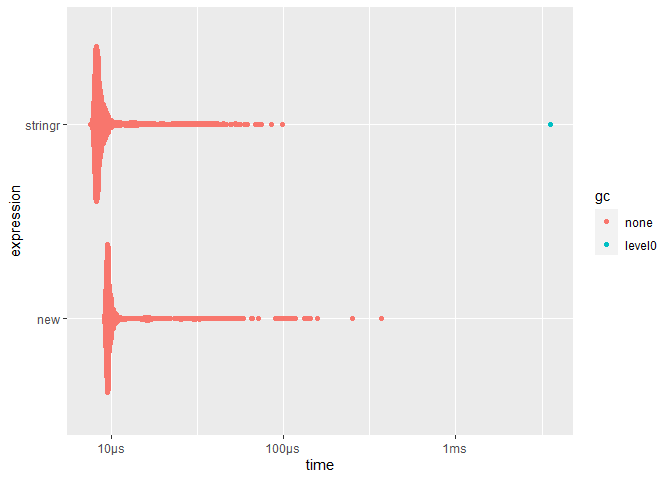 stringr
new
expression
10µs
100µs
1ms
time
gc
none
level0